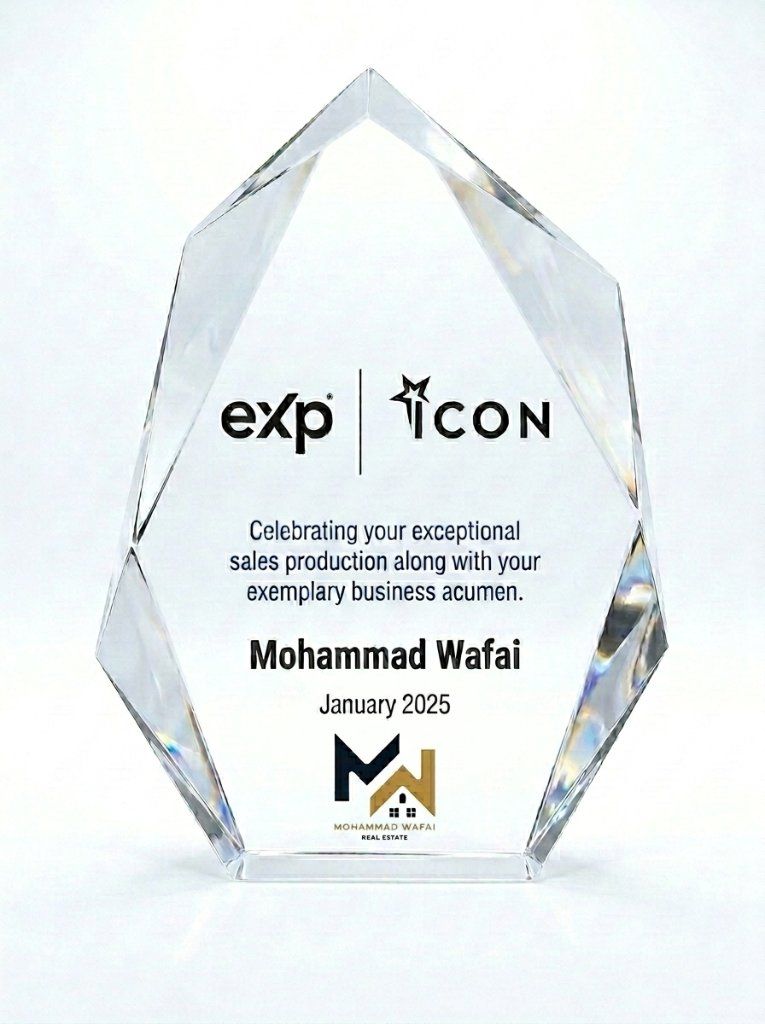 eXp®
iCON
Celebrating your exceptional
sales production along with your
exemplary business acumen.
Mohammad Wafai
January 2025
MW
MOHAMMAD WAFAI
REAL ESTATE